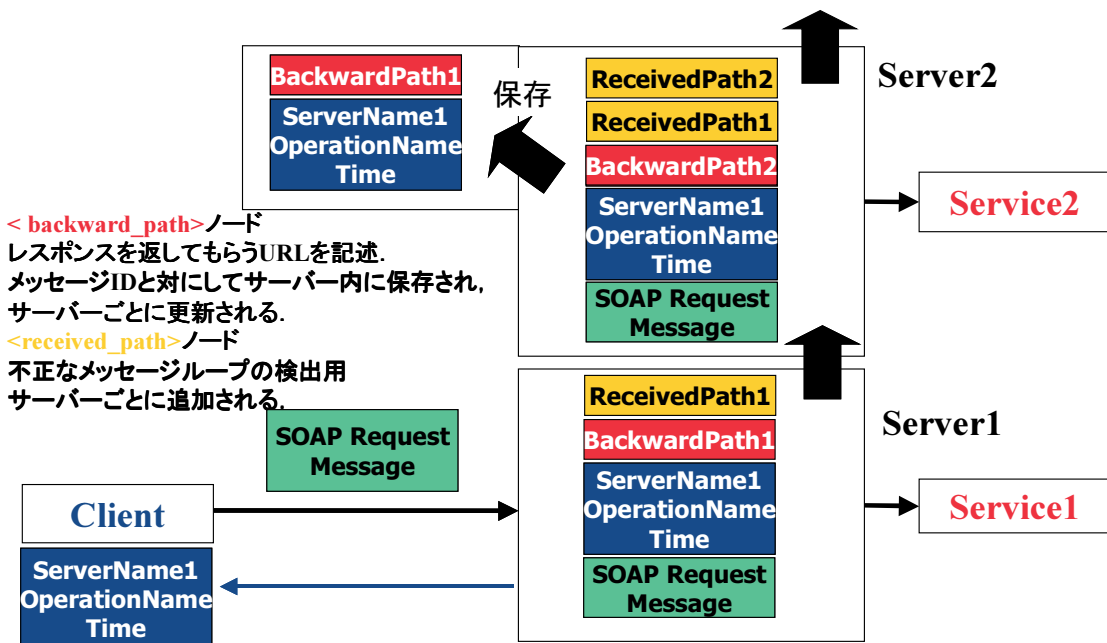 BackwardPath1
ServerName1
OperationName
Time
保存
ReceivedPath2
ReceivedPath1
BackwardPath2
ServerName1
OperationName
Time
SOAP Request
Message
Server2
Service2
< backward_path>ノード
レスポンスを返してもらうURLを記述.
メッセージIDと対にしてサーバー内に保存され,
サーバーごとに更新される.
<received_path>ノード
不正なメッセージループの検出用
サーバーごとに追加される.
SOAP Request
Message
Client
ServerName1
OperationName
Time
ReceivedPath1
BackwardPath1
ServerName1
OperationName
Time
SOAP Request
Message
Server1
Service1